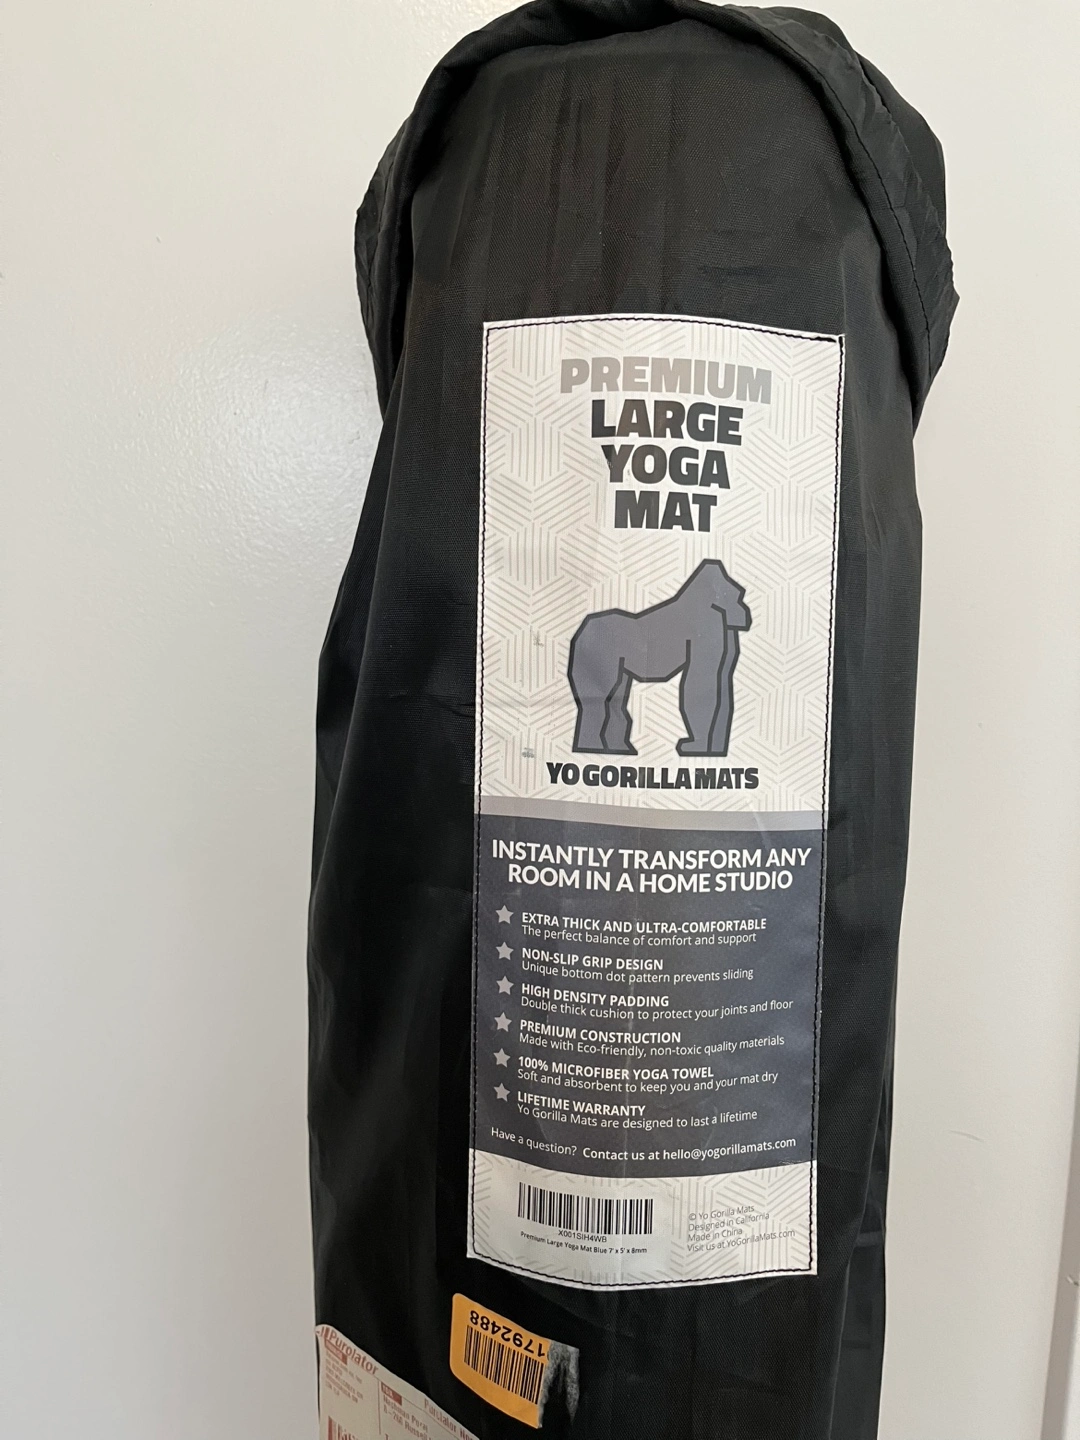 PREMIUM
LARGE
YOGA
MAT
YO GORILLA MATS
INSTANTLY TRANSFORM ANY
ROOM IN A HOME STUDIO
EXTRA THICK AND ULTRA-COMFORTABLE
The perfect balance of comfort and support
NON-SLIP GRIP DESIGN
Unique bottom dot pattern prevents sliding
HIGH DENSITY PADDING
Double thick cushion to protect your joints and floor
PREMIUM CONSTRUCTION
Made with Eco-friendly, non-toxic quality materials
100% MICROFIBER YOGA TOWEL
Soft and absorbent to keep you and your mat dry
LIFETIME WARRANTY
Yo Gorilla Mats are designed to last a lifetime
Have a question? Contact us at hello@yogorillamats.com
X001SIH4WB
Premium Large Yoga Mat Blue 7' x 5' x 8mm
© Yo Gorilla Mats
Designed in California
Made in China
Visit us at YoGorillaMats.com
1792488
Purolator